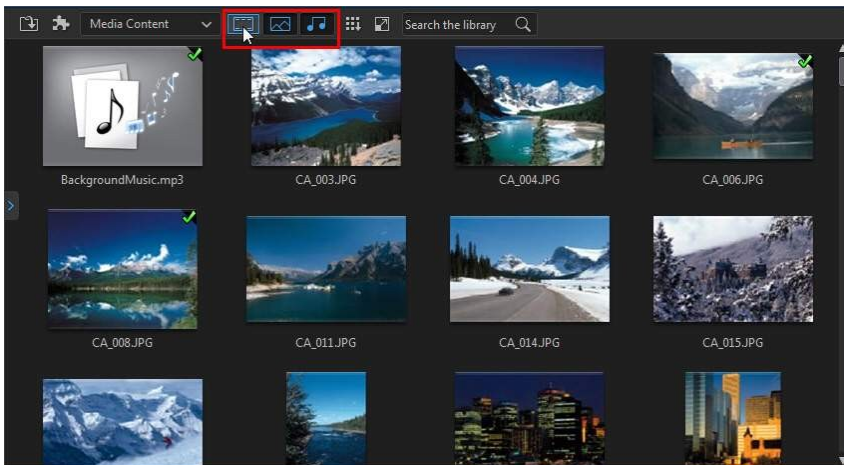 Media Content
Search the library
BackgroundMusic.mp3
CA_003.JPG
CA_004.JPG
CA_006.JPG
CA_008.JPG
CA_011.JPG
CA_014.JPG
CA_015.JPG